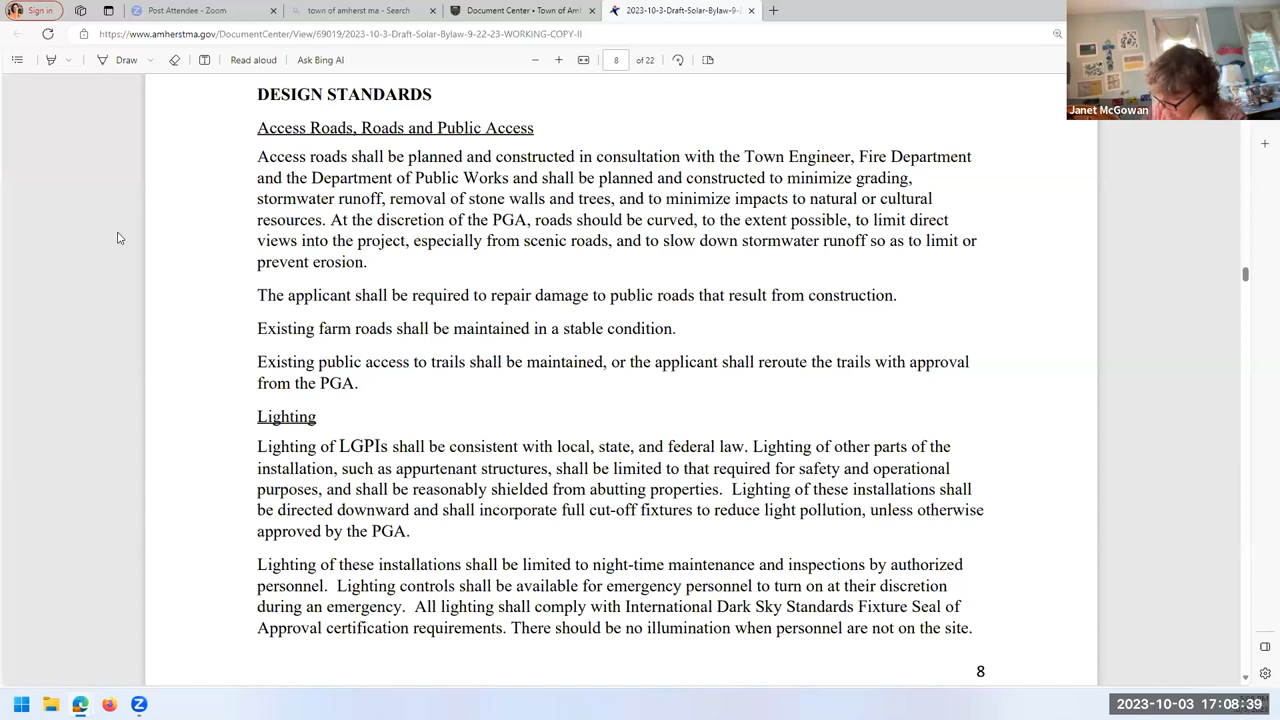 Sign in
Post Attendee - Zoom
town of amherst ma - Search
Document Center • Town of Amh
2023-10-3-Draft-Solar-Bylaw-9-2
https://www.amherstma.gov/DocumentCenter/View/69019/2023-10-3-Draft-Solar-Bylaw-9-22-23-WORKING-COPY-II
Draw
Read aloud
Ask Bing AI
8 of 22
Janet McGowan
DESIGN STANDARDS
Access Roads, Roads and Public Access
Access roads shall be planned and constructed in consultation with the Town Engineer, Fire Department
and the Department of Public Works and shall be planned and constructed to minimize grading,
stormwater runoff, removal of stone walls and trees, and to minimize impacts to natural or cultural
resources. At the discretion of the PGA, roads should be curved, to the extent possible, to limit direct
views into the project, especially from scenic roads, and to slow down stormwater runoff so as to limit or
prevent erosion.
The applicant shall be required to repair damage to public roads that result from construction.
Existing farm roads shall be maintained in a stable condition.
Existing public access to trails shall be maintained, or the applicant shall reroute the trails with approval
from the PGA.
Lighting
Lighting of LGPIs shall be consistent with local, state, and federal law. Lighting of other parts of the
installation, such as appurtenant structures, shall be limited to that required for safety and operational
purposes, and shall be reasonably shielded from abutting properties.  Lighting of these installations shall
be directed downward and shall incorporate full cut-off fixtures to reduce light pollution, unless otherwise
approved by the PGA.
Lighting of these installations shall be limited to night-time maintenance and inspections by authorized
personnel.  Lighting controls shall be available for emergency personnel to turn on at their discretion
during an emergency.  All lighting shall comply with International Dark Sky Standards Fixture Seal of
Approval certification requirements. There should be no illumination when personnel are not on the site.
8
2023-10-03 17:08:39